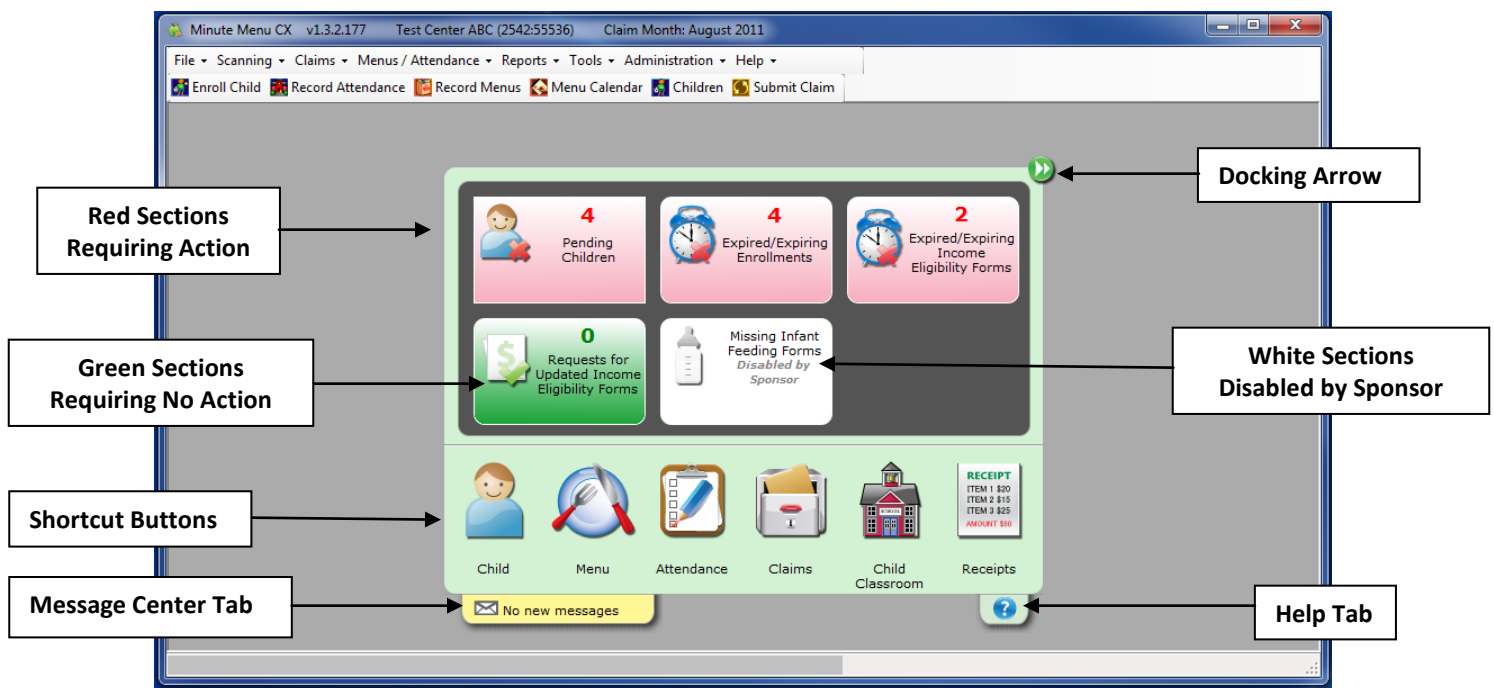 Minute Menu CX v1.3.2.177 Test Center ABC (2542:55536) Claim Month: August 2011
File Scanning Claims Menus / Attendance Reports Tools Administration Help
Enroll Child Record Attendance Record Menus Menu Calendar Children Submit Claim
Docking Arrow
Red Sections
Requiring Action
4
Pending
Children
4
Expired/Expiring
Enrollments
2
Expired/Expiring
Income
Eligibility Forms
Green Sections
Requiring No Action
0
Requests for
Updated Income
Eligibility Forms
Missing Infant
Feeding Forms
Disabled by
Sponsor
White Sections
Disabled by Sponsor
Shortcut Buttons
SCHOOL
RECEIPT
ITEM 1 $20
ITEM 2 $15
ITEM 3 $25
AMOUNT $60
Child
Menu
Attendance
Claims
Child
Classroom
Receipts
Message Center Tab
No new messages
?
Help Tab